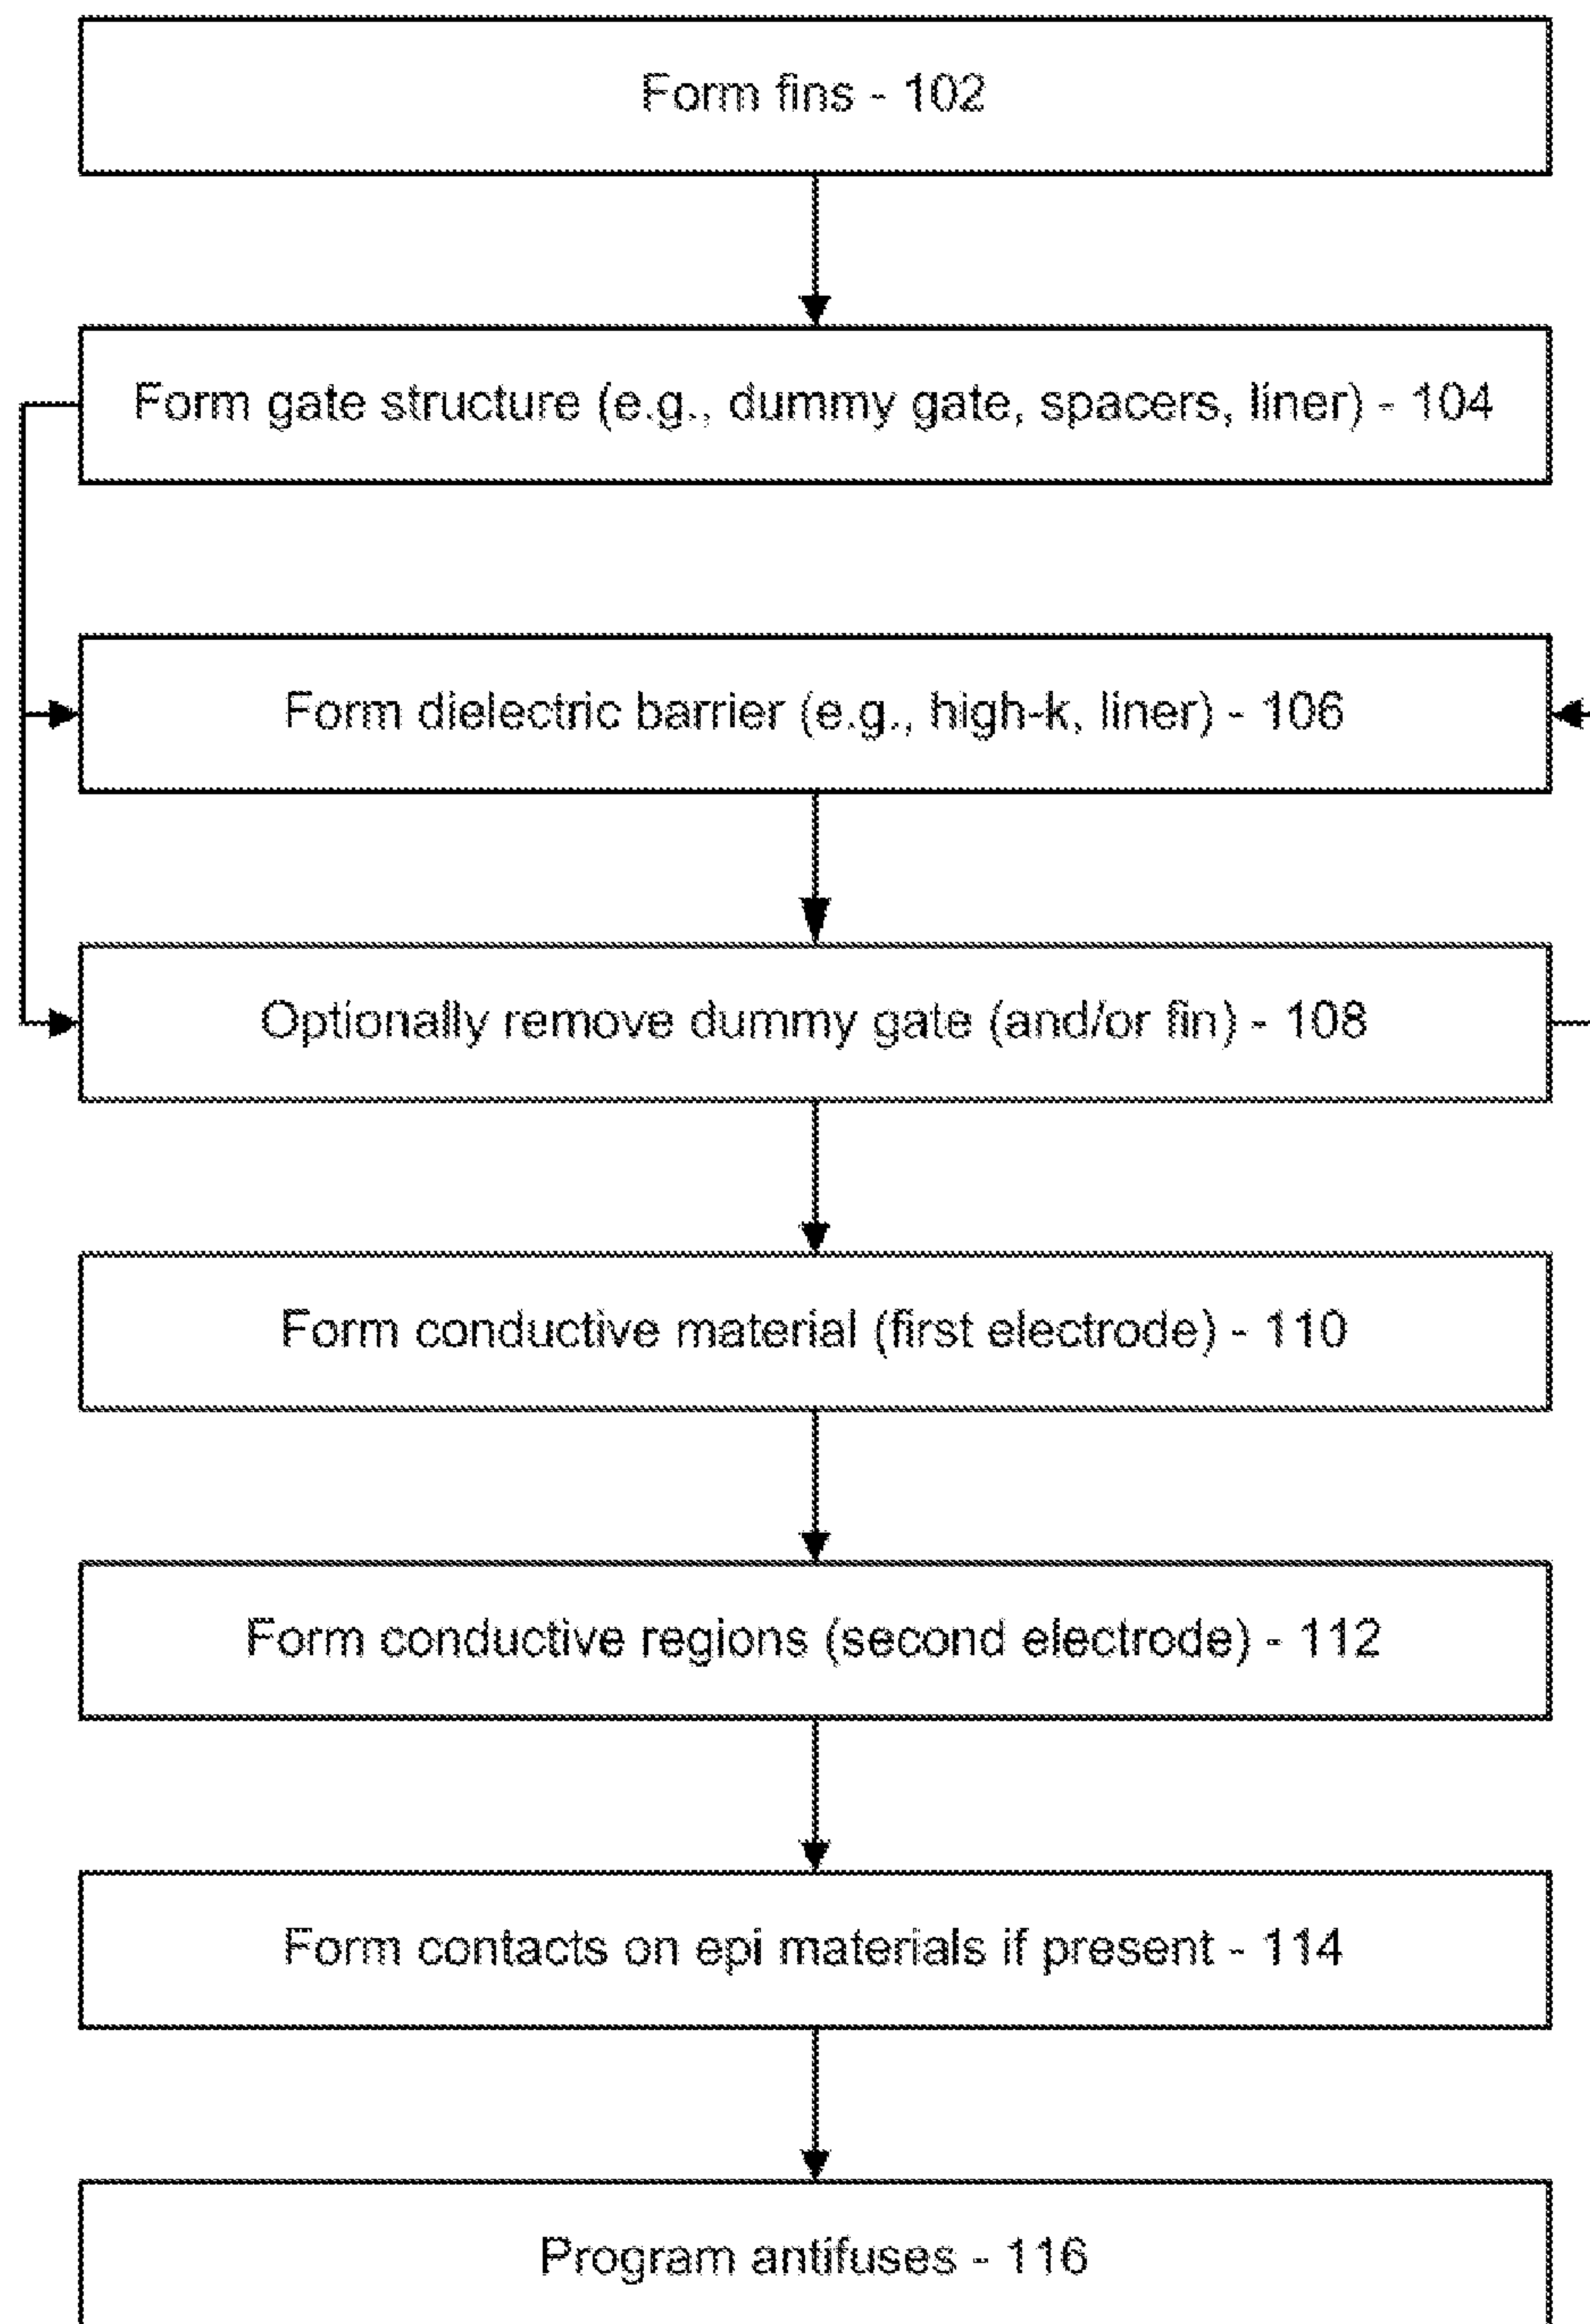 Form fins - 102
Form gate structure (e.g., dummy gate, spacers, liner) - 104
Form dielectric barrier (e.g., high-k, liner) - 106
Optionally remove dummy gate (and/or fin) - 108
Form conductive material (first electrode) - 110
Form conductive regions (second electrode) - 112
Form contacts on epi materials if present - 114
Program antifuses - 116